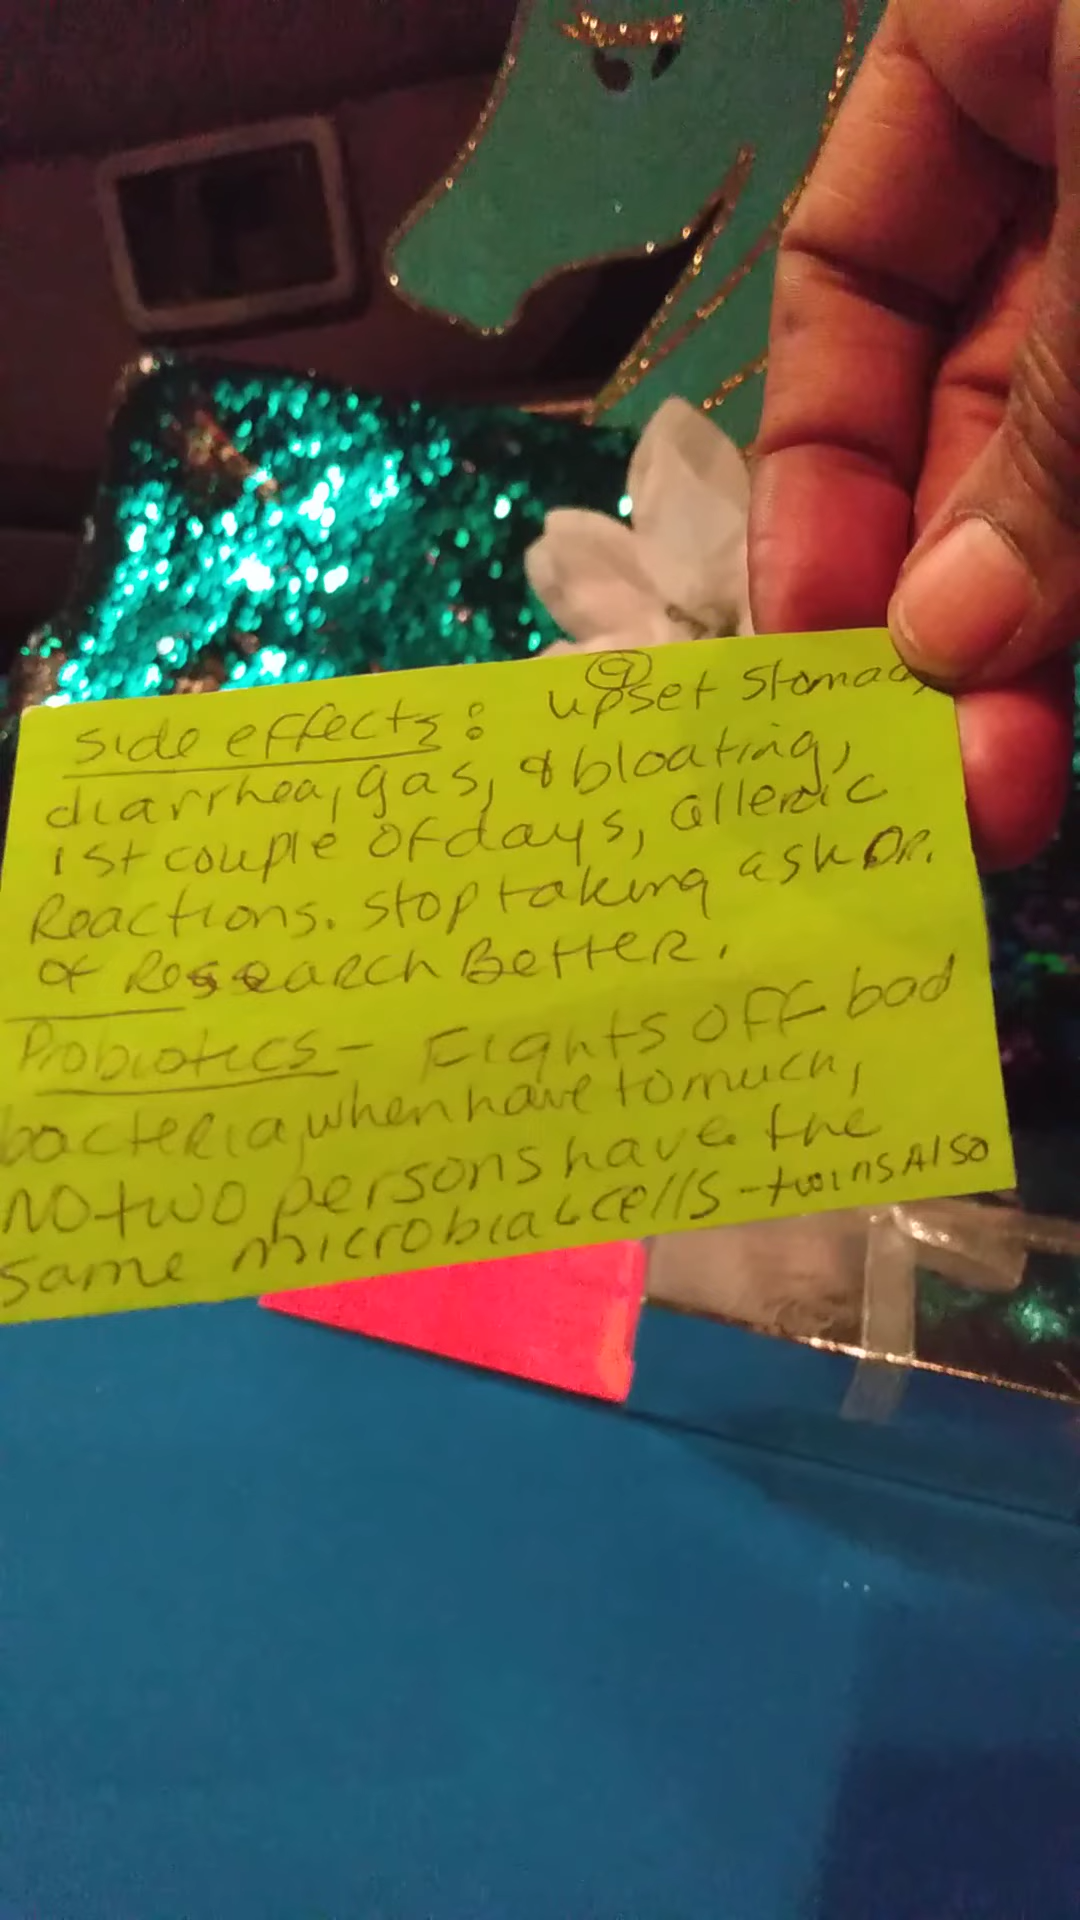 9
side effects: upset stomach
diarrhea, gas, & bloating,
1st couple of days, allergic
Reactions. stop taking ask DR.
or Research Better.
Probiotics - Fights off bad
bacteria, when have to much,
NO two persons have the
same microbial cells - twins Also